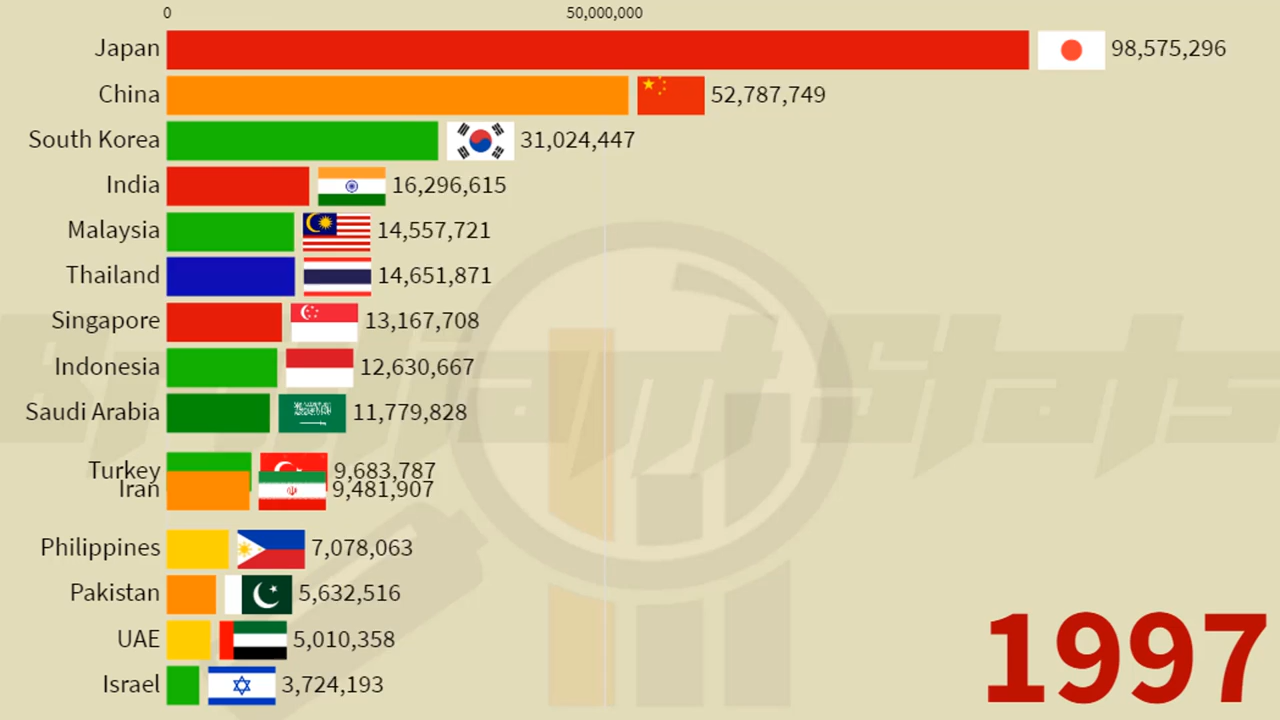 0 50,000,000
Japan 98,575,296
China 52,787,749
South Korea 31,024,447
India 16,296,615
Malaysia 14,557,721
Thailand 14,651,871
Singapore 13,167,708
Indonesia 12,630,667
Saudi Arabia 11,779,828
Turkey 9,683,787
Iran 9,481,907
Philippines 7,078,063
Pakistan 5,632,516
UAE 5,010,358
Israel 3,724,193
1997